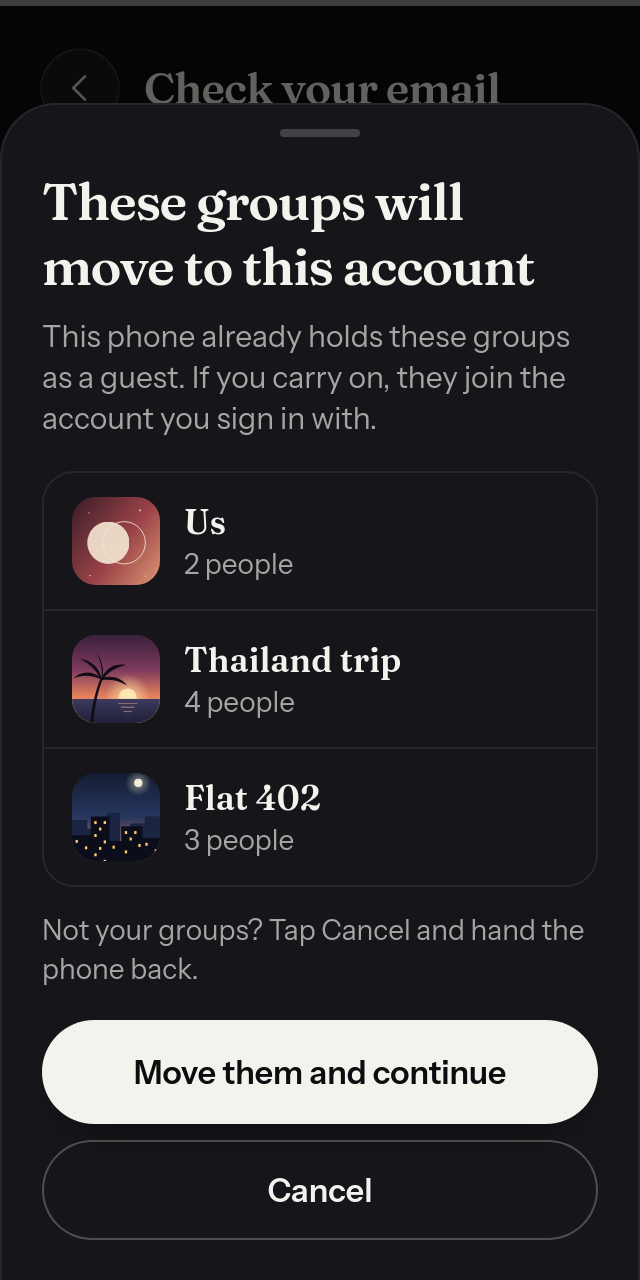 Check your email
These groups will
move to this account
This phone already holds these groups
as a guest. If you carry on, they join the
account you sign in with.
Us
2 people
Thailand trip
4 people
Flat 402
3 people
Not your groups? Tap Cancel and hand the
phone back.
Move them and continue
Cancel